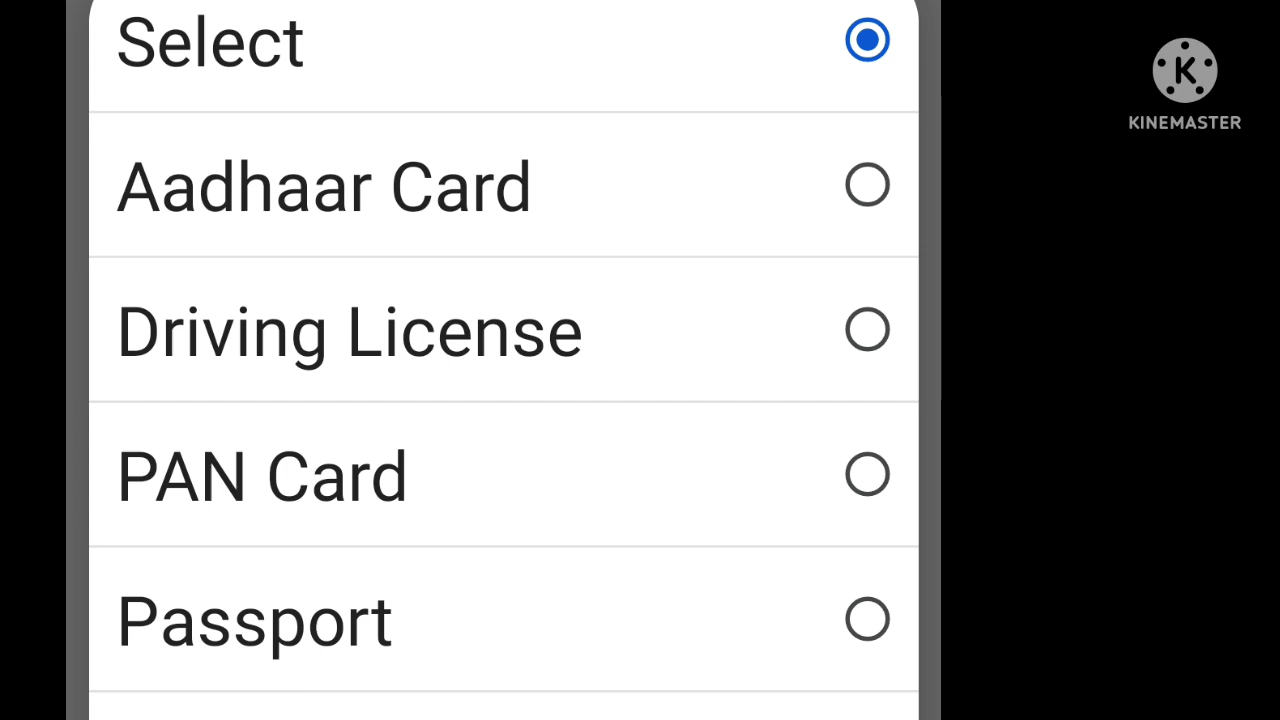 Select
Aadhaar Card
Driving License
PAN Card
Passport
K
KINEMASTER